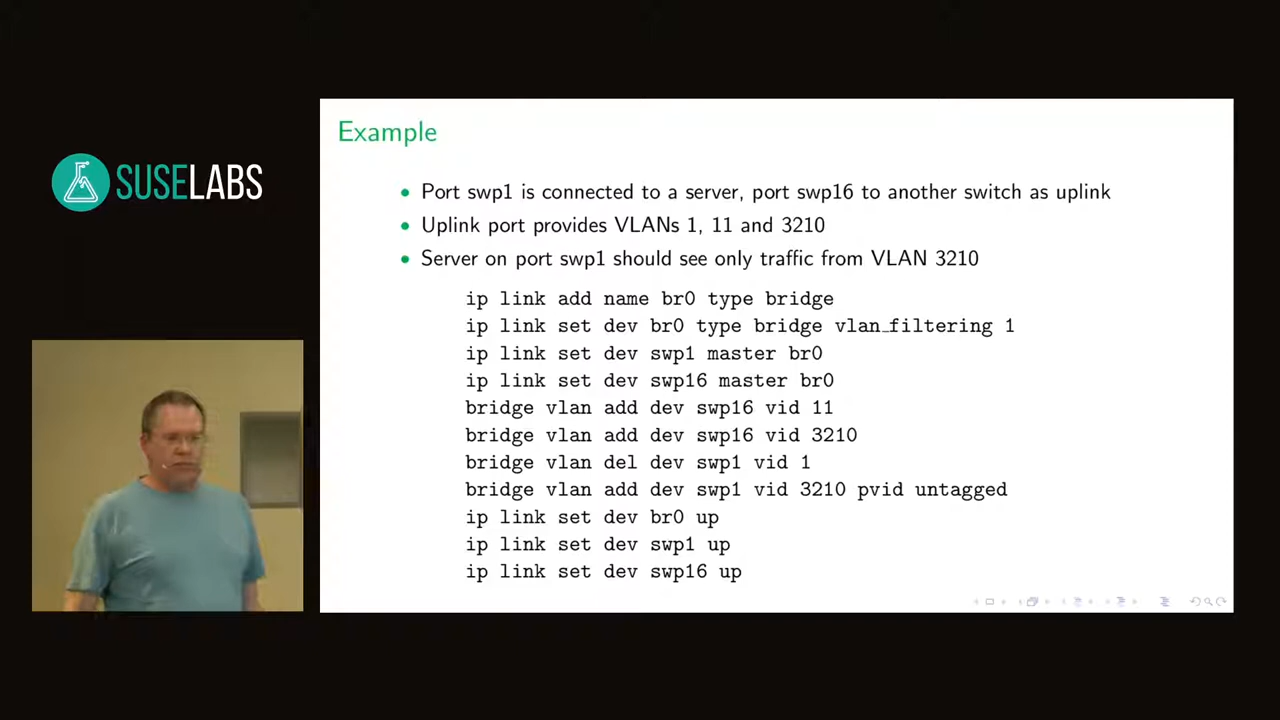 SUSELABS
Example
• Port swp1 is connected to a server, port swp16 to another switch as uplink
• Uplink port provides VLANs 1, 11 and 3210
• Server on port swp1 should see only traffic from VLAN 3210
ip link add name br0 type bridge
ip link set dev br0 type bridge vlan_filtering 1
ip link set dev swp1 master br0
ip link set dev swp16 master br0
bridge vlan add dev swp16 vid 11
bridge vlan add dev swp16 vid 3210
bridge vlan del dev swp1 vid 1
bridge vlan add dev swp1 vid 3210 pvid untagged
ip link set dev br0 up
ip link set dev swp1 up
ip link set dev swp16 up